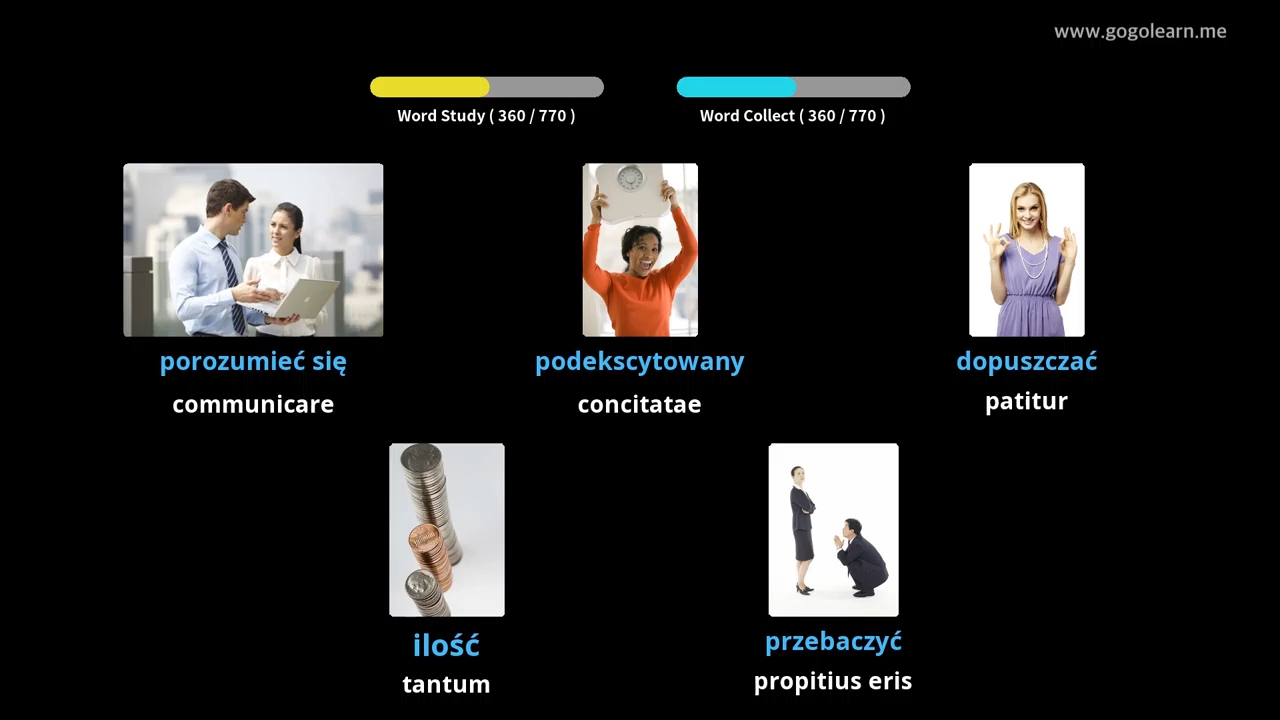 www.gogolearn.me
Word Study ( 360 / 770 )
Word Collect ( 360 / 770 )
porozumieć się
communicare
podekscytowany
concitatae
dopuszczać
patitur
ilość
tantum
przebaczyć
propitius eris